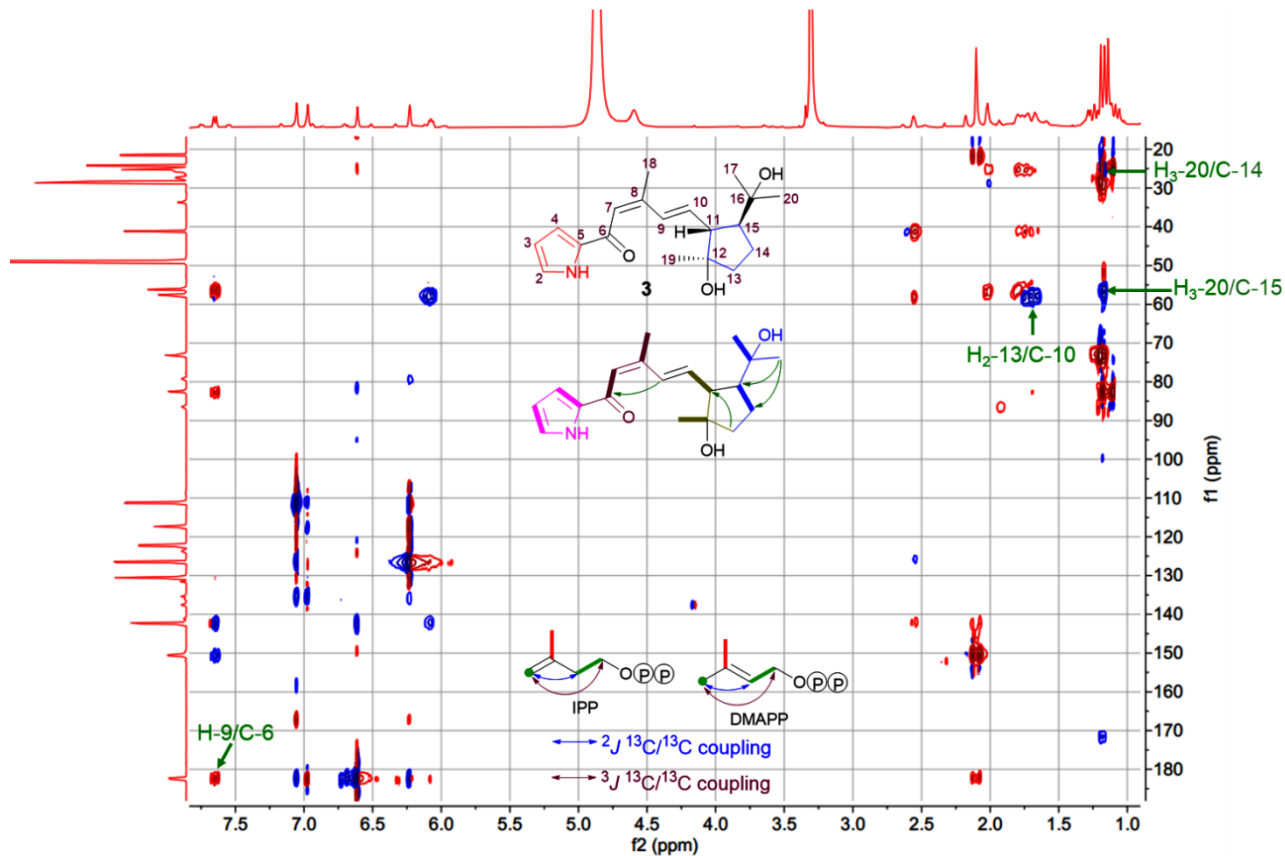 18
17
OH
8
10
16
20
7
4
11
15
6
9
H
5
3
O
14
19
12
NH
2
13
OH
3
OH
O
NH
OH
H₃-20/C-14
H₃-20/C-15
H₂-13/C-10
H-9/C-6
O P P
IPP
O P P
DMAPP
²J ¹³C/¹³C coupling
³J ¹³C/¹³C coupling
20
30
40
50
60
70
80
90
100
110
120
130
140
150
160
170
180
f1 (ppm)
7.5 7.0 6.5 6.0 5.5 5.0 4.5 4.0 3.5 3.0 2.5 2.0 1.5 1.0
f2 (ppm)